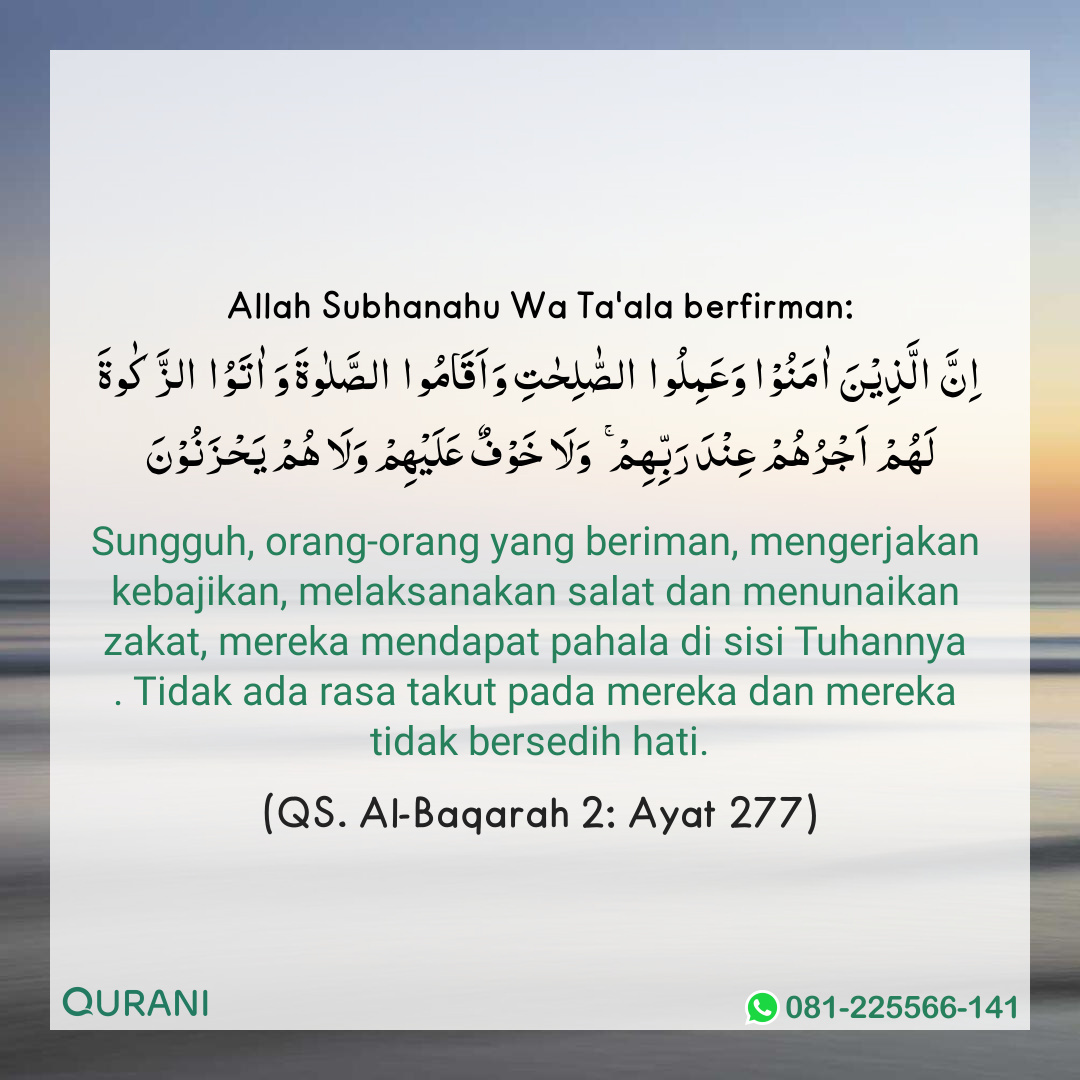 Allah Subhanahu Wa Ta'ala berfirman:
اِنَّ الَّذِيْنَ اٰمَنُوْا وَعَمِلُوا الصّٰلِحٰتِ وَاَقَامُوا الصَّلٰوةَ وَاٰتَوُا الزَّكٰوةَ
لَهُمْ اَجْرُهُمْ عِنْدَ رَبِّهِمْ ۚ وَلَا خَوْفٌ عَلَيْهِمْ وَلَا هُمْ يَحْزَنُوْنَ
Sungguh, orang-orang yang beriman, mengerjakan
kebajikan, melaksanakan salat dan menunaikan
zakat, mereka mendapat pahala di sisi Tuhannya
. Tidak ada rasa takut pada mereka dan mereka
tidak bersedih hati.
(QS. Al-Baqarah 2: Ayat 277)
QURANI
081-225566-141